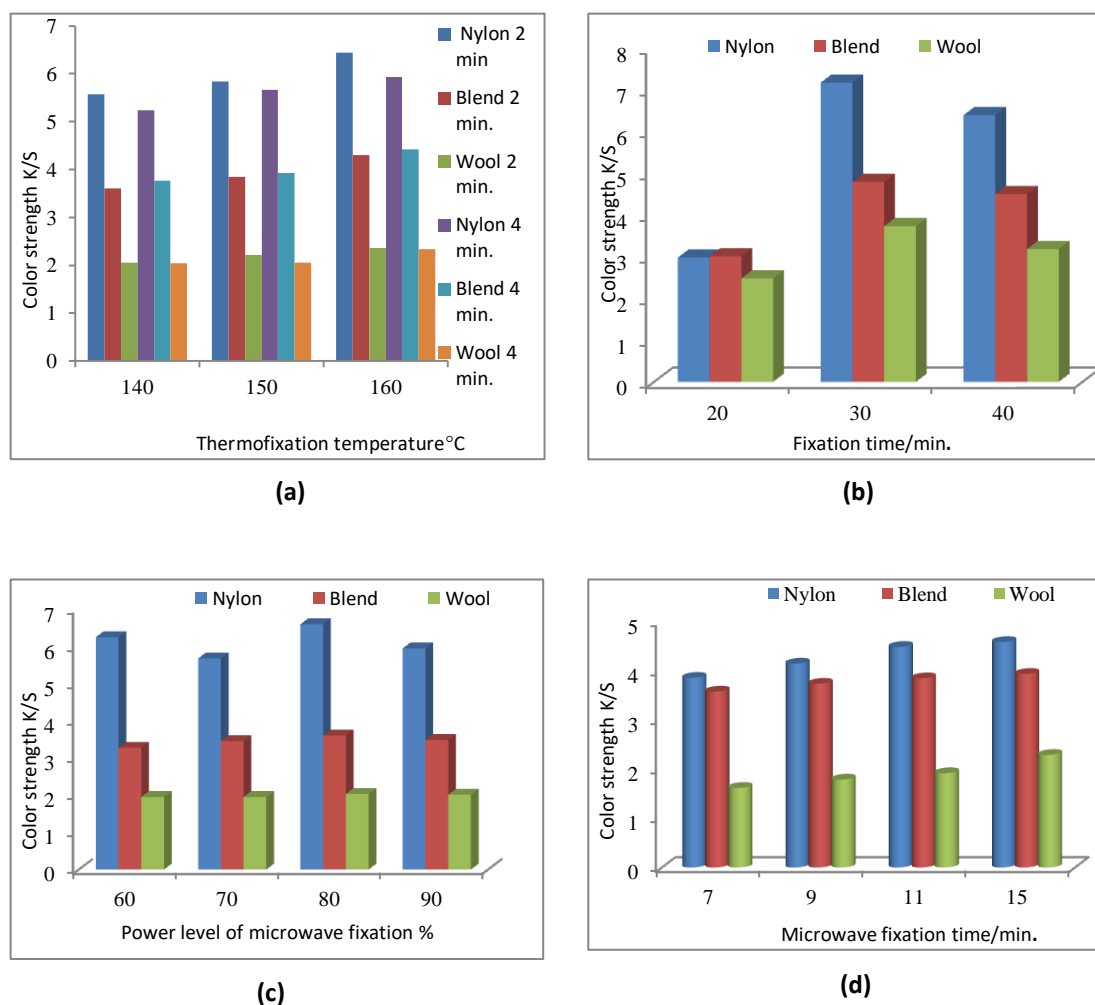 7
6
5
4
3
2
1
0
Color strength K/S
140 150 160
Thermofixation temperature°C
Nylon 2
min
Blend 2
min.
Wool 2
min.
Nylon 4
min.
Blend 4
min.
Wool 4
min.
(a)
Nylon Blend Wool
8
7
6
5
4
3
2
1
0
Color strength K/S
20 30 40
Fixation time/min.
(b)
Nylon Blend Wool
7
6
5
4
3
2
1
0
Color strength K/S
60 70 80 90
Power level of microwave fixation %
(c)
Nylon Blend Wool
5
4
3
2
1
0
Color strength K/S
7 9 11 15
Microwave fixation time/min.
(d)